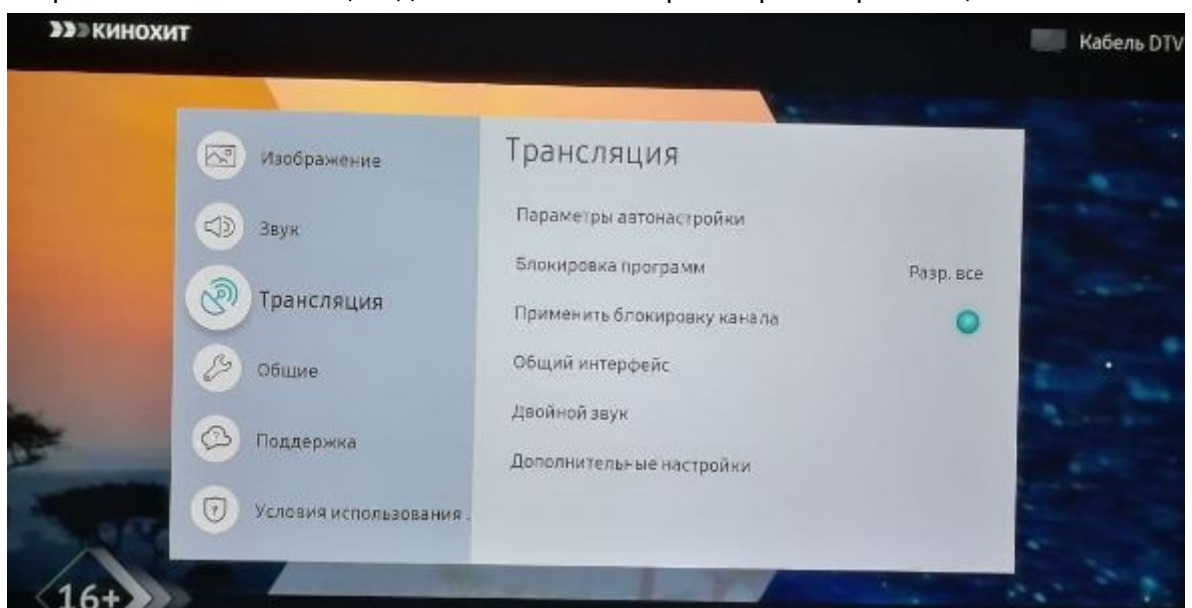 КИНОХИТ
Кабель DTV
Изображение
Звук
Трансляция
Общие
Поддержка
Условия использования .
Трансляция
Параметры автонастройки
Блокировка программ
Разр. все
Применить блокировку канала
Общий интерфейс
Двойной звук
Дополнительные настройки
16+